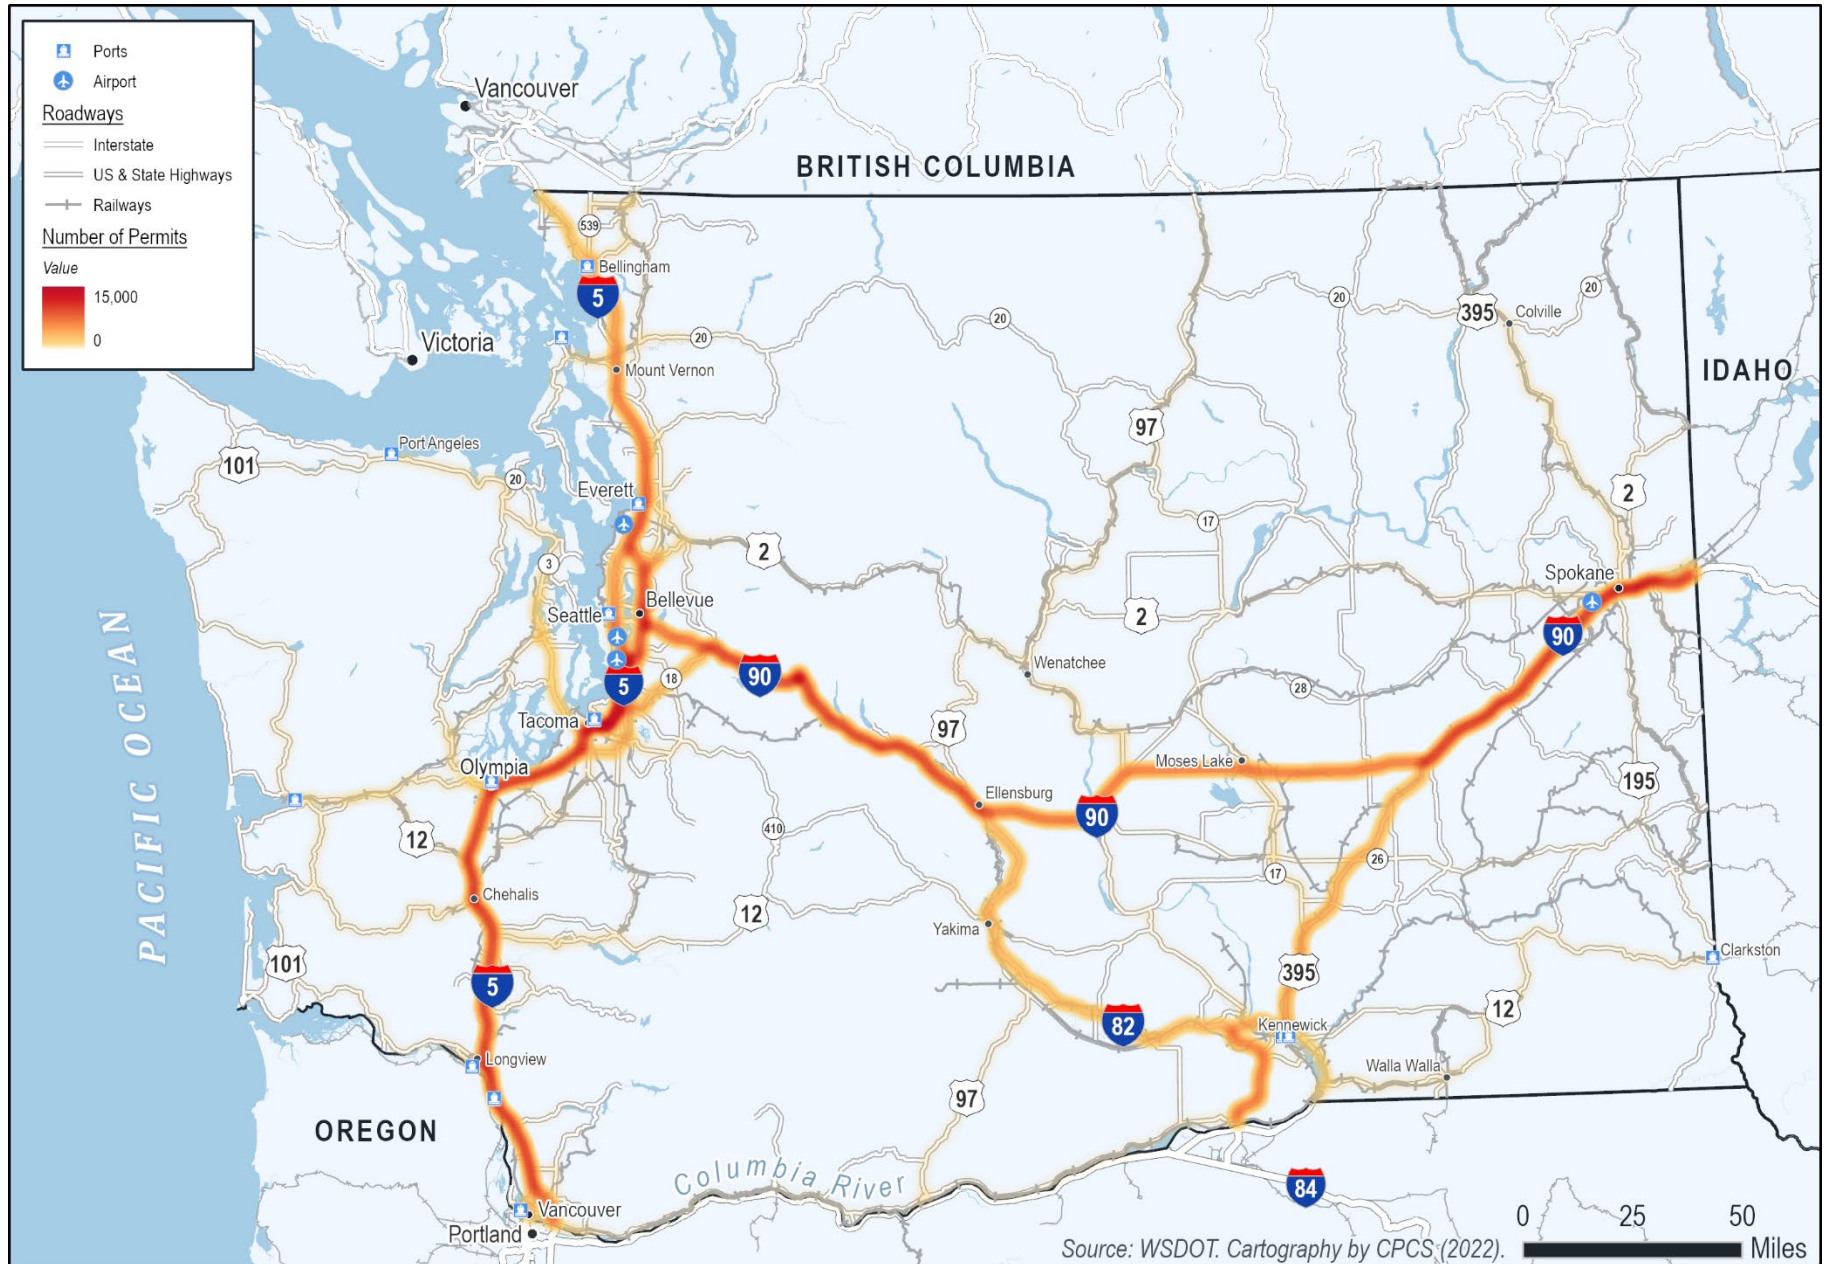 Ports
Airport
Roadways
Interstate
US & State Highways
Railways
Number of Permits
Value
15,000
0
Vancouver
BRITISH COLUMBIA
539
Bellingham
5
20
20
20
20
395
Colville
Victoria
Mount Vernon
IDAHO
97
Port Angeles
101
20
Everett
2
17
2
3
Spokane
Bellevue
Seattle
2
90
Wenatchee
5
18
90
28
Tacoma
97
Moses Lake
Olympia
195
Ellensburg
90
12
410
26
17
Chehalis
12
Yakima
PACIFIC OCEAN
101
5
395
Clarkston
12
82
Kennewick
Longview
Walla Walla
97
OREGON
Columbia River
84
Vancouver
Portland
0 25 50
Miles
Source: WSDOT. Cartography by CPCS (2022).